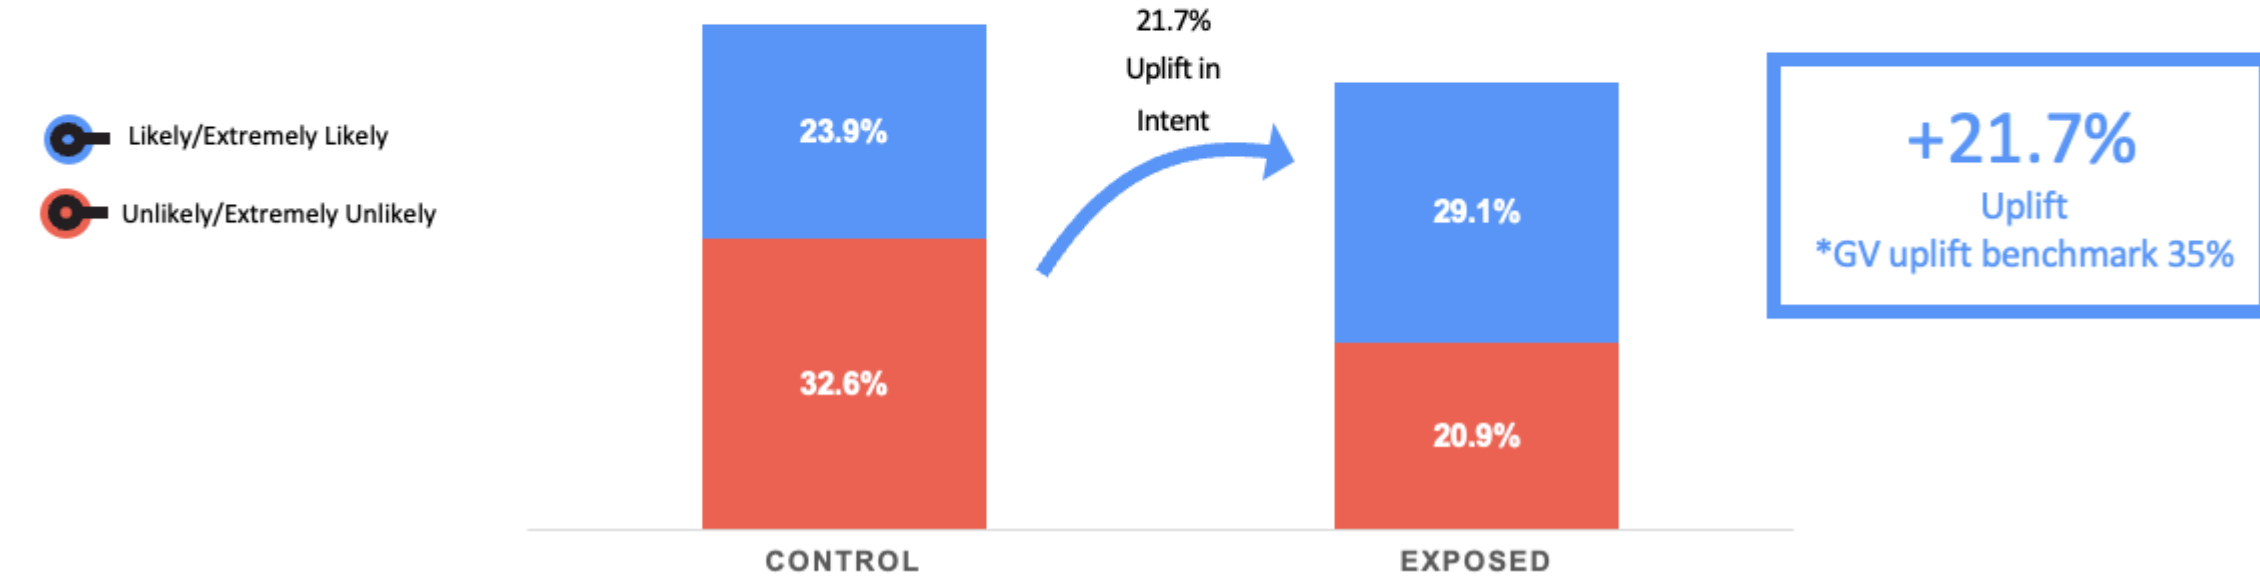 Likely/Extremely Likely
Unlikely/Extremely Unlikely
23.9%
32.6%
CONTROL
21.7%
Uplift in
Intent
29.1%
20.9%
EXPOSED
+21.7%
Uplift
*GV uplift benchmark 35%